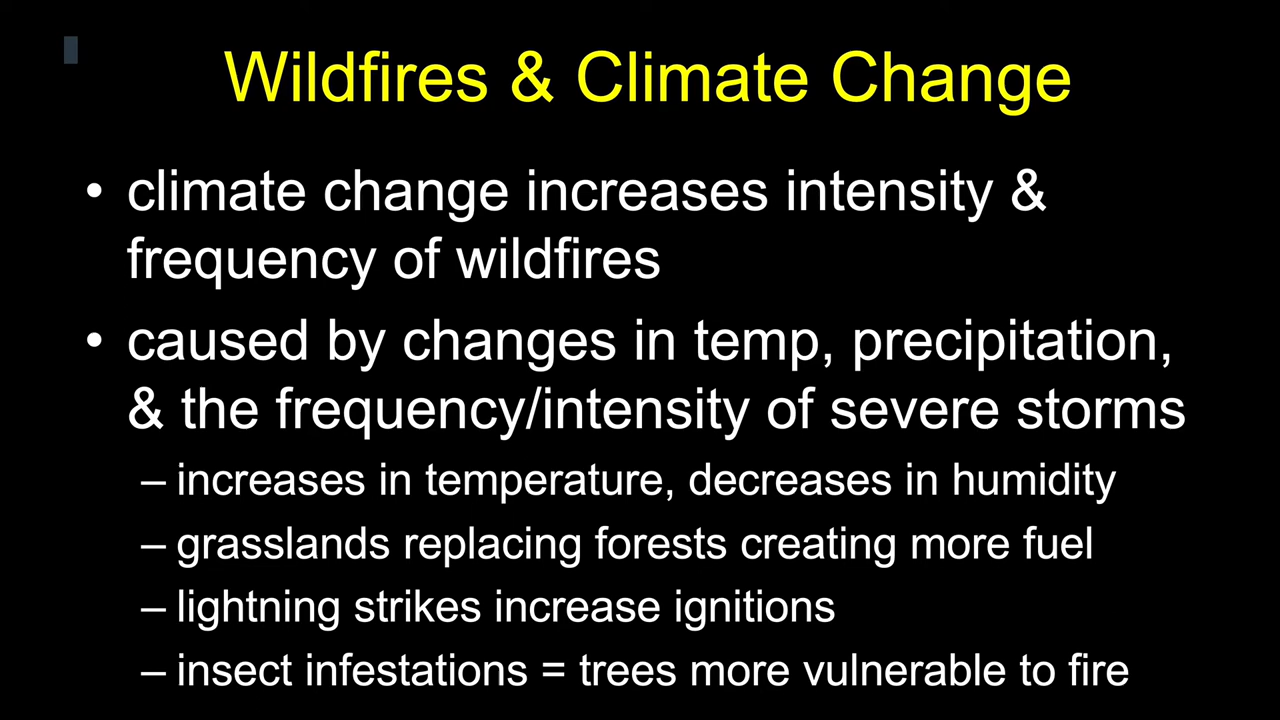 Wildfires & Climate Change
• climate change increases intensity &
frequency of wildfires
• caused by changes in temp, precipitation,
& the frequency/intensity of severe storms
– increases in temperature, decreases in humidity
– grasslands replacing forests creating more fuel
– lightning strikes increase ignitions
– insect infestations = trees more vulnerable to fire